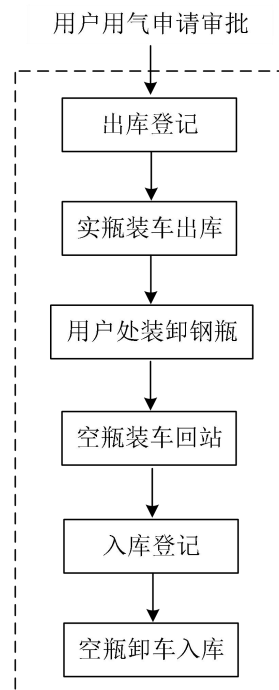 用户用气申请审批
出库登记
实瓶装车出库
用户处装卸钢瓶
空瓶装车回站
入库登记
空瓶卸车入库